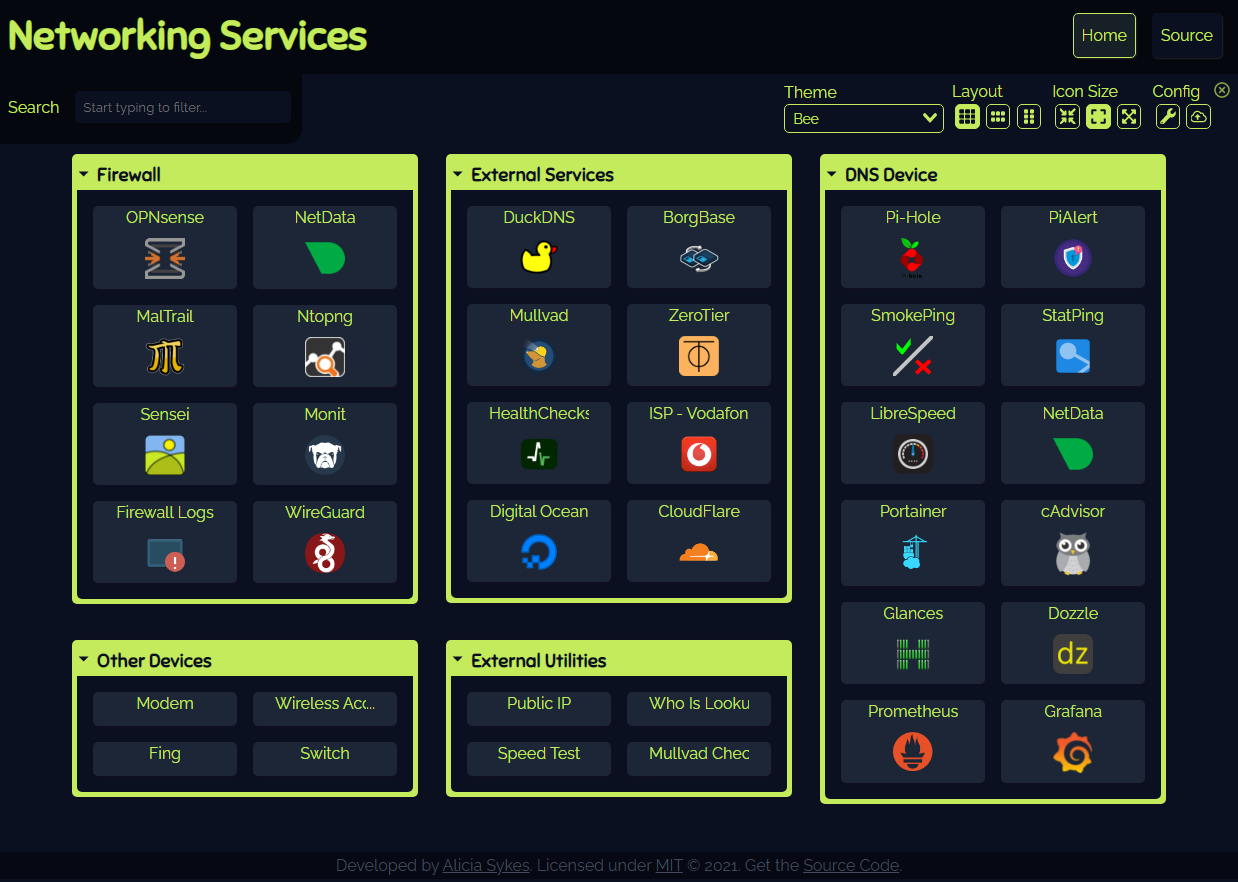 Networking Services
Home
Source
Search
Start typing to filter...
Theme
Bee
Layout
Icon Size
Config
Firewall
OPNsense
NetData
MalTrail
Ntopng
Sensei
Monit
Firewall Logs
WireGuard
External Services
DuckDNS
BorgBase
Mullvad
ZeroTier
HealthChecks
ISP - Vodafon
Digital Ocean
CloudFlare
DNS Device
Pi-Hole
PiAlert
SmokePing
StatPing
LibreSpeed
NetData
Portainer
cAdvisor
Glances
Dozzle
dz
Prometheus
Grafana
Other Devices
Modem
Wireless Acc...
Fing
Switch
External Utilities
Public IP
Who Is Looku
Speed Test
Mullvad Chec
Developed by Alicia Sykes. Licensed under MIT © 2021. Get the Source Code.